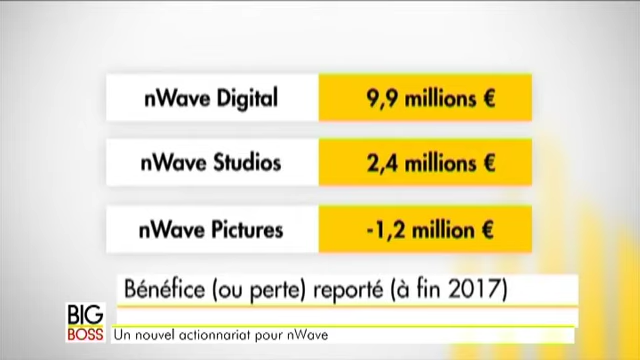 nWave Digital 9,9 millions €
nWave Studios 2,4 millions €
nWave Pictures -1,2 million €
Bénéfice (ou perte) reporté (à fin 2017)
BIG
BOSS
Un nouvel actionnariat pour nWave